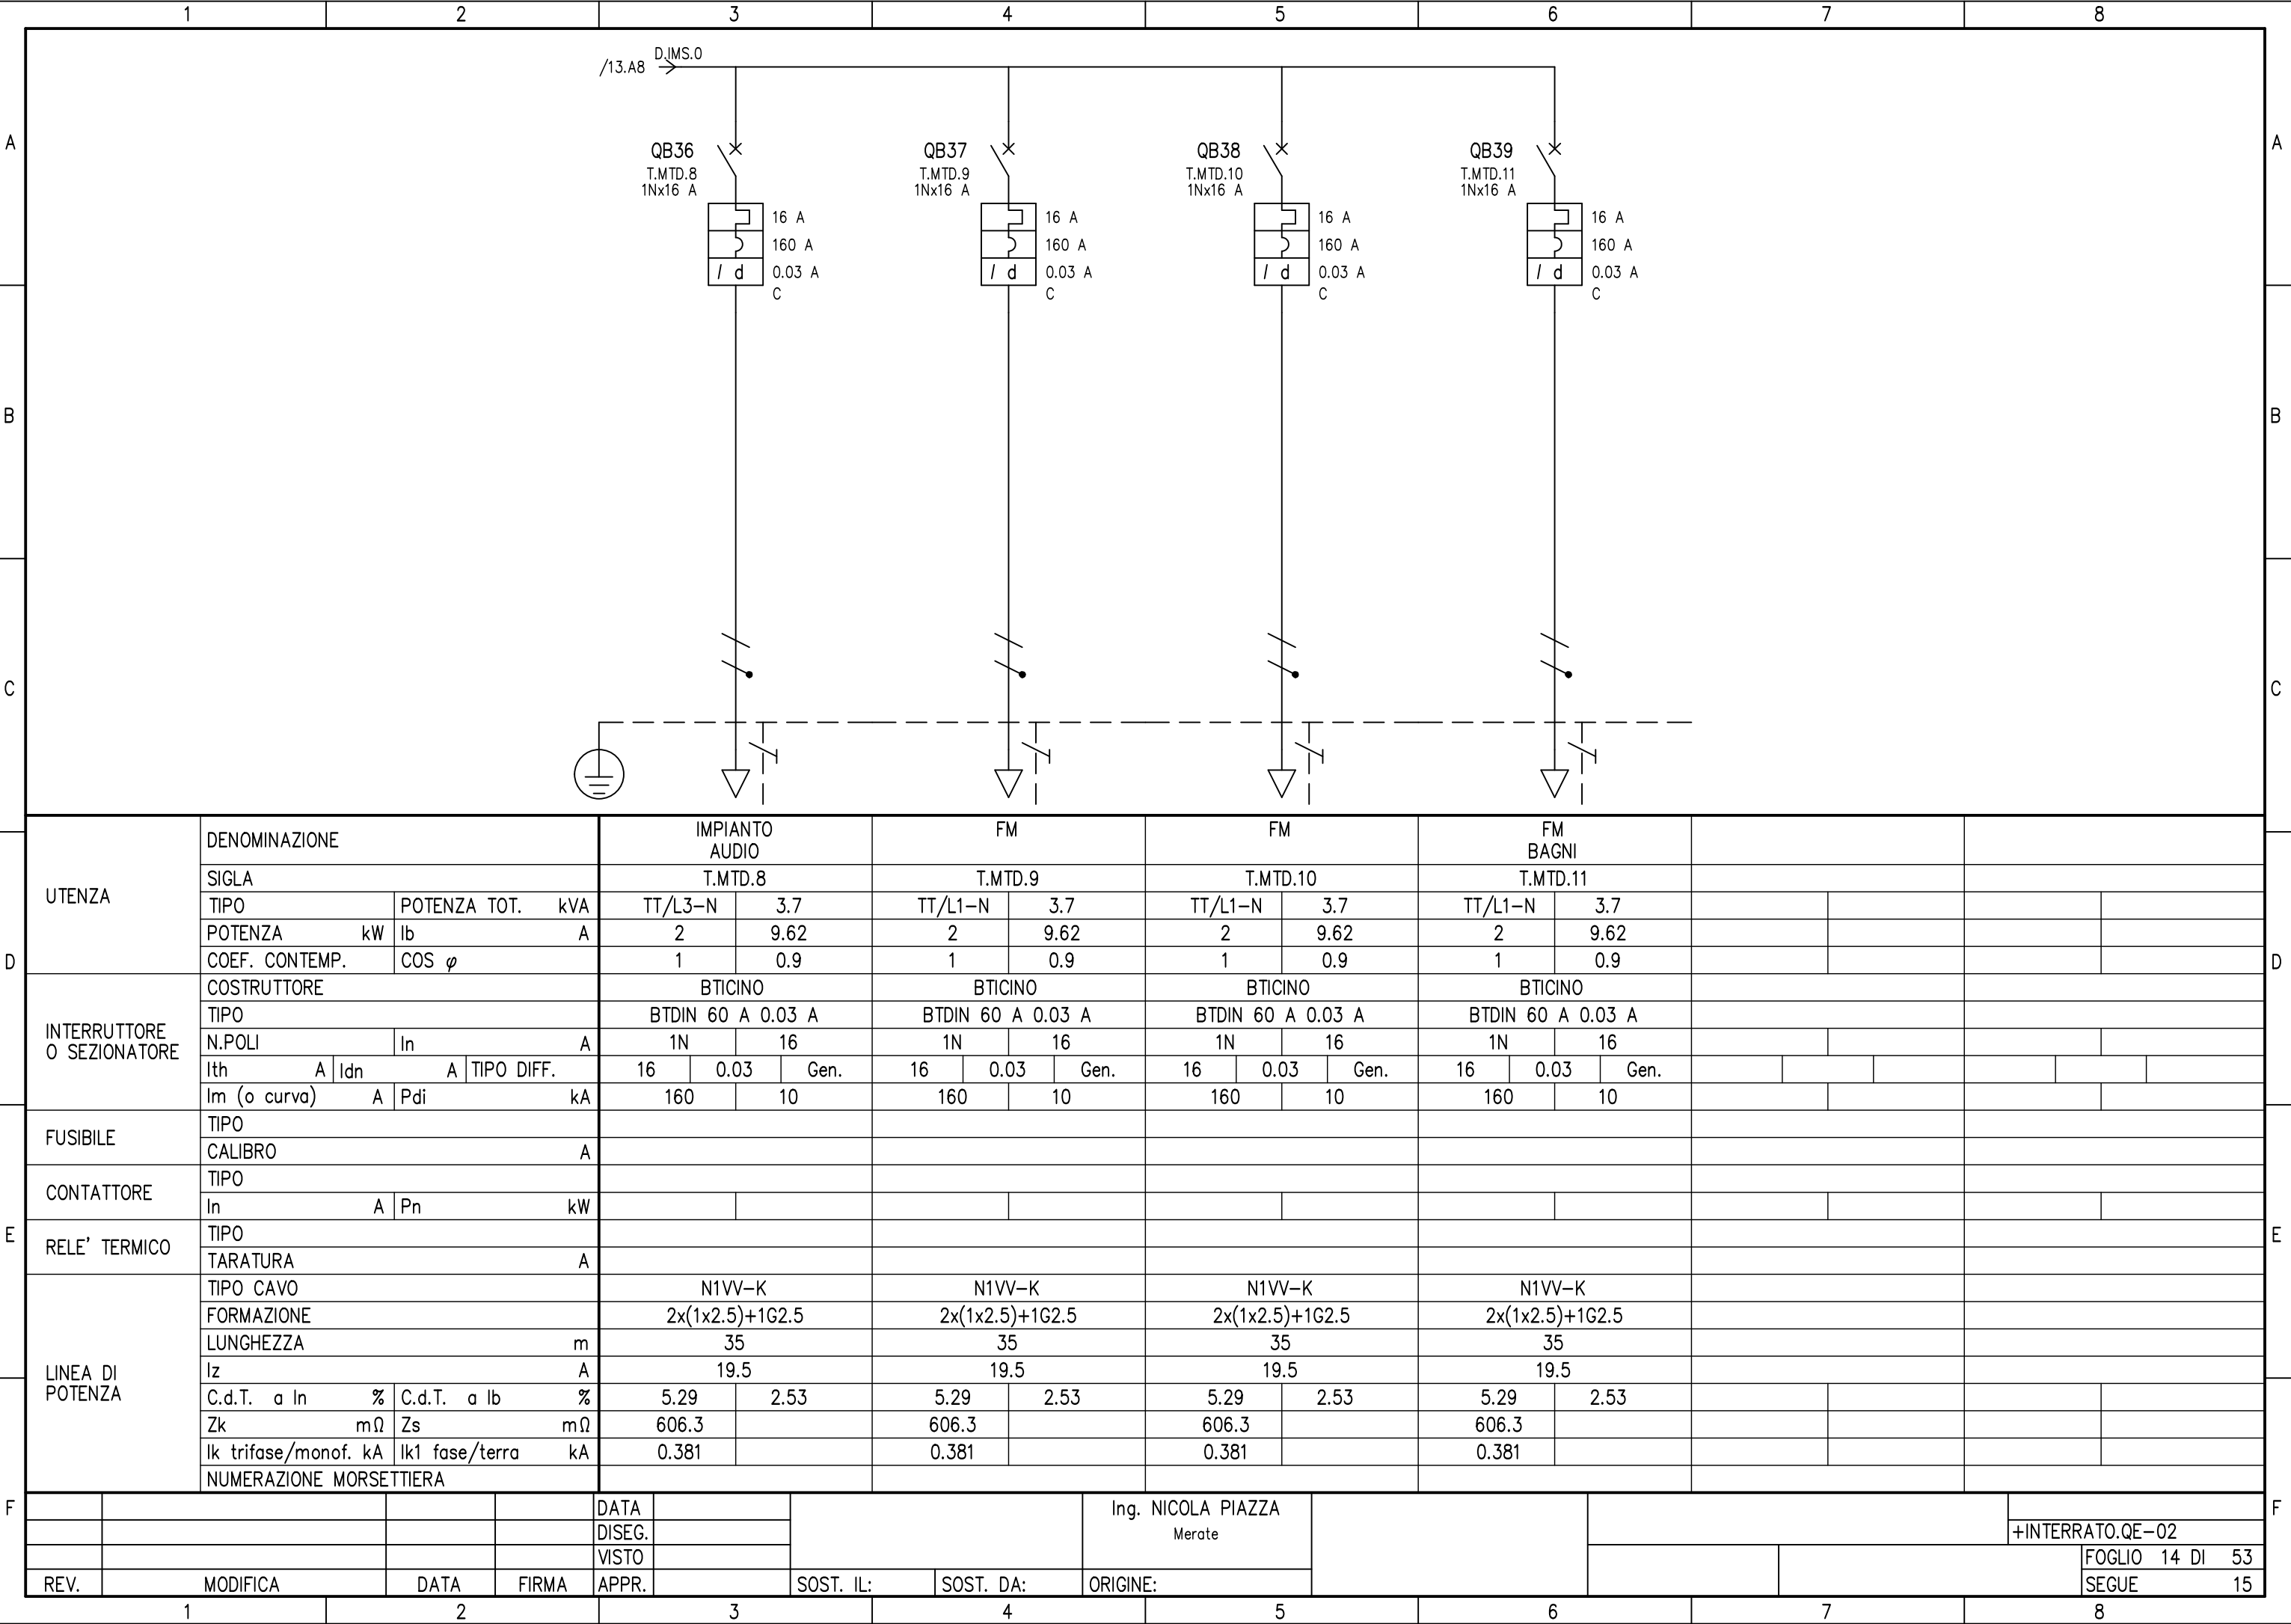 1 2 3 4 5 6 7 8
D.IMS.0
/13.A8
A A
QB36 QB37 QB38 QB39
T.MTD.8 T.MTD.9 T.MTD.10 T.MTD.11
1Nx16 A 1Nx16 A 1Nx16 A 1Nx16 A
16 A 16 A 16 A 16 A
160 A 160 A 160 A 160 A
I d 0.03 A I d 0.03 A I d 0.03 A I d 0.03 A
C C C C
B B
C C
UTENZA
DENOMINAZIONE IMPIANTO FM FM FM
AUDIO BAGNI
SIGLA T.MTD.8 T.MTD.9 T.MTD.10 T.MTD.11
TIPO POTENZA TOT. kVA TT/L3-N 3.7 TT/L1-N 3.7 TT/L1-N 3.7 TT/L1-N 3.7
POTENZA kW Ib A 2 9.62 2 9.62 2 9.62 2 9.62
D COEF. CONTEMP. COS φ 1 0.9 1 0.9 1 0.9 1 0.9 D
INTERRUTTORE
O SEZIONATORE
COSTRUTTORE BTICINO BTICINO BTICINO BTICINO
TIPO BTDIN 60 A 0.03 A BTDIN 60 A 0.03 A BTDIN 60 A 0.03 A BTDIN 60 A 0.03 A
N.POLI In A 1N 16 1N 16 1N 16 1N 16
Ith A Idn A TIPO DIFF. 16 0.03 Gen. 16 0.03 Gen. 16 0.03 Gen. 16 0.03 Gen.
Im (o curva) A Pdi kA 160 10 160 10 160 10 160 10
FUSIBILE
TIPO
CALIBRO A
CONTATTORE
TIPO
In A Pn kW
E RELE' TERMICO E
TIPO
TARATURA A
LINEA DI
POTENZA
TIPO CAVO N1VV-K N1VV-K N1VV-K N1VV-K
FORMAZIONE 2x(1x2.5)+1G2.5 2x(1x2.5)+1G2.5 2x(1x2.5)+1G2.5 2x(1x2.5)+1G2.5
LUNGHEZZA m 35 35 35 35
Iz A 19.5 19.5 19.5 19.5
C.d.T. a In % C.d.T. a Ib % 5.29 2.53 5.29 2.53 5.29 2.53 5.29 2.53
Zk mΩ Zs mΩ 606.3 606.3 606.3 606.3
Ik trifase/monof. kA Ik1 fase/terra kA 0.381 0.381 0.381 0.381
NUMERAZIONE MORSETTIERA
F DATA Ing. NICOLA PIAZZA F
DISEG. Merate +INTERRATO.QE-02
VISTO FOGLIO 14 DI 53
REV. MODIFICA DATA FIRMA APPR. SOST. IL: SOST. DA: ORIGINE: SEGUE 15
1 2 3 4 5 6 7 8